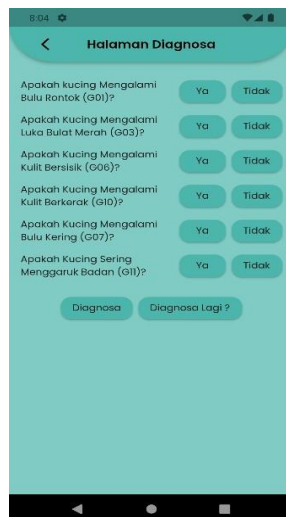 8:04
Halaman Diagnosa
Apakah kucing Mengalami
Bulu Rontok (G01)?
Ya
Tidak
Apakah Kucing Mengalami
Luka Bulat Merah (G03)?
Ya
Tidak
Apakah Kucing Mengalami
Kulit Bersisik (G06)?
Ya
Tidak
Apakah Kucing Mengalami
Kulit Berkerak (G10)?
Ya
Tidak
Apakah Kucing Mengalami
Bulu Kering (G07)?
Ya
Tidak
Apakah Kucing Sering
Menggaruk Badan (G11)?
Ya
Tidak
Diagnosa
Diagnosa Lagi ?